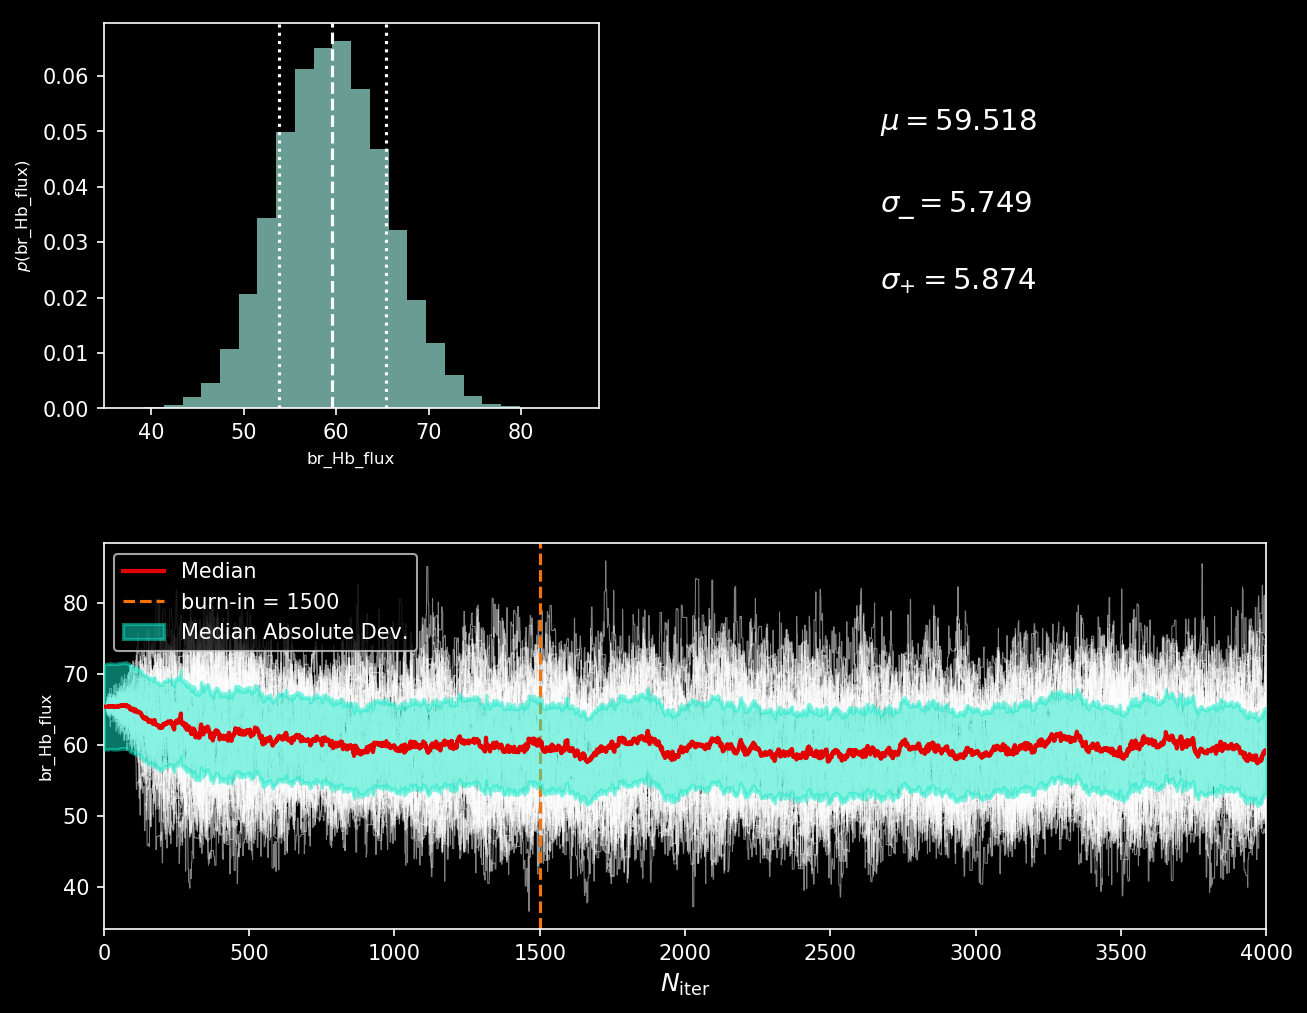 0.06
0.05
0.04
0.03
0.02
0.01
0.00
p(br_Hb_flux)
40 50 60 70 80
br_Hb_flux
μ = 59.518
σ_− = 5.749
σ_+ = 5.874
Median
burn-in = 1500
Median Absolute Dev.
80
70
60
50
40
br_Hb_flux
0 500 1000 1500 2000 2500 3000 3500 4000
N_iter